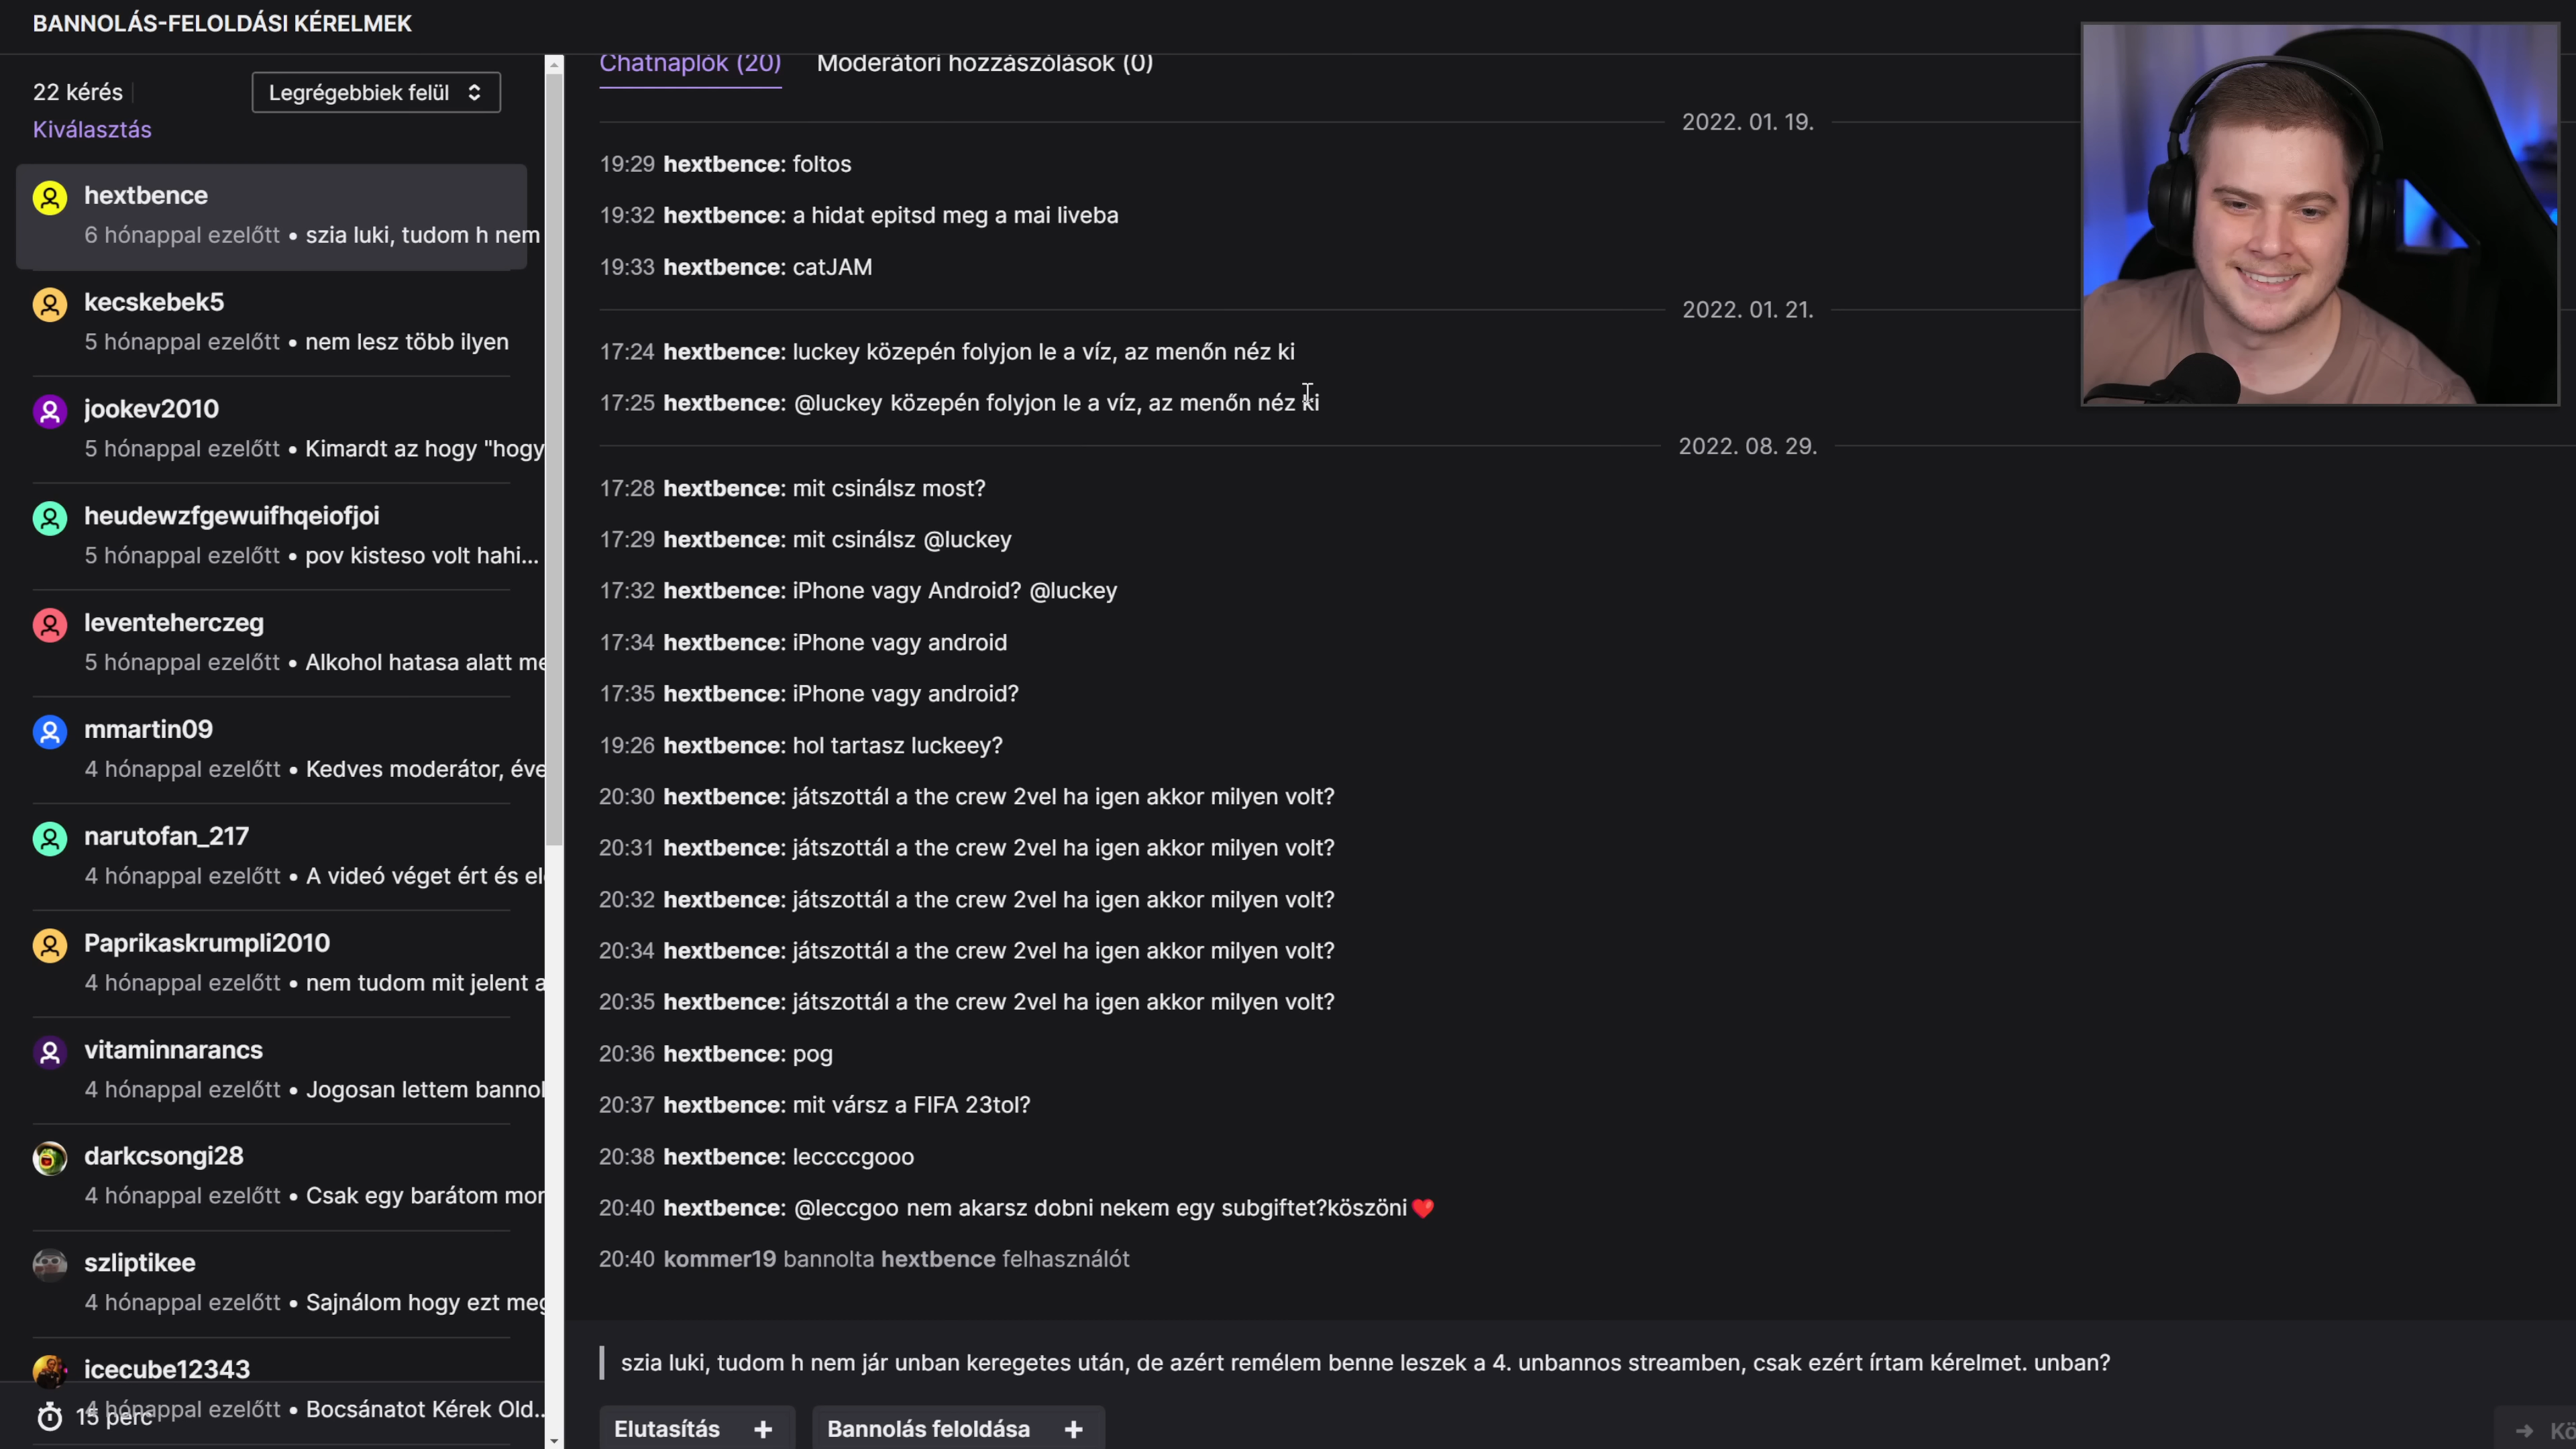 BANNOLÁS-FELOLDÁSI KÉRELMEK
22 kérés
Legrégebbiek felül
Kiválasztás
hextbence
6 hónappal ezelőtt • szia luki, tudom h nem
kecskebek5
5 hónappal ezelőtt • nem lesz több ilyen
jookev2010
5 hónappal ezelőtt • Kimardt az hogy "hogy
heudewzfgewuifhqeiofjoi
5 hónappal ezelőtt • pov kisteso volt hahi...
leventeherczeg
5 hónappal ezelőtt • Alkohol hatasa alatt me
mmartin09
4 hónappal ezelőtt • Kedves moderátor, éve
narutofan_217
4 hónappal ezelőtt • A videó véget ért és el
Paprikaskrumpli2010
4 hónappal ezelőtt • nem tudom mit jelent a
vitaminnarancs
4 hónappal ezelőtt • Jogosan lettem bannol
darkcsongi28
4 hónappal ezelőtt • Csak egy barátom mor
szliptikee
4 hónappal ezelőtt • Sajnálom hogy ezt meg
icecube12343
4 hónappal ezelőtt • Bocsánatot Kérek Old...
15 perc
Chatnaplók (20) Moderátori hozzászólások (0)
2022. 01. 19.
19:29 hextbence: foltos
19:32 hextbence: a hidat epitsd meg a mai liveba
19:33 hextbence: catJAM
2022. 01. 21.
17:24 hextbence: luckey közepén folyjon le a víz, az menőn néz ki
17:25 hextbence: @luckey közepén folyjon le a víz, az menőn néz ki
2022. 08. 29.
17:28 hextbence: mit csinálsz most?
17:29 hextbence: mit csinálsz @luckey
17:32 hextbence: iPhone vagy Android? @luckey
17:34 hextbence: iPhone vagy android
17:35 hextbence: iPhone vagy android?
19:26 hextbence: hol tartasz luckeey?
20:30 hextbence: játszottál a the crew 2vel ha igen akkor milyen volt?
20:31 hextbence: játszottál a the crew 2vel ha igen akkor milyen volt?
20:32 hextbence: játszottál a the crew 2vel ha igen akkor milyen volt?
20:34 hextbence: játszottál a the crew 2vel ha igen akkor milyen volt?
20:35 hextbence: játszottál a the crew 2vel ha igen akkor milyen volt?
20:36 hextbence: pog
20:37 hextbence: mit vársz a FIFA 23tol?
20:38 hextbence: leccccgooo
20:40 hextbence: @leccgoo nem akarsz dobni nekem egy subgiftet?köszöni❤️
20:40 kommer19 bannolta hextbence felhasználót
szia luki, tudom h nem jár unban keregetes után, de azért remélem benne leszek a 4. unbannos streamben, csak ezért írtam kérelmet. unban?
Elutasítás + Bannolás feloldása +
→ Kö